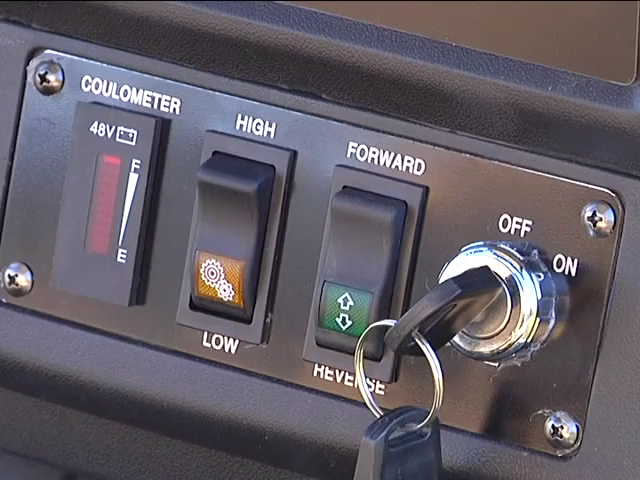 COULOMETER
48V
F
E
HIGH
LOW
FORWARD
REVERSE
OFF
ON